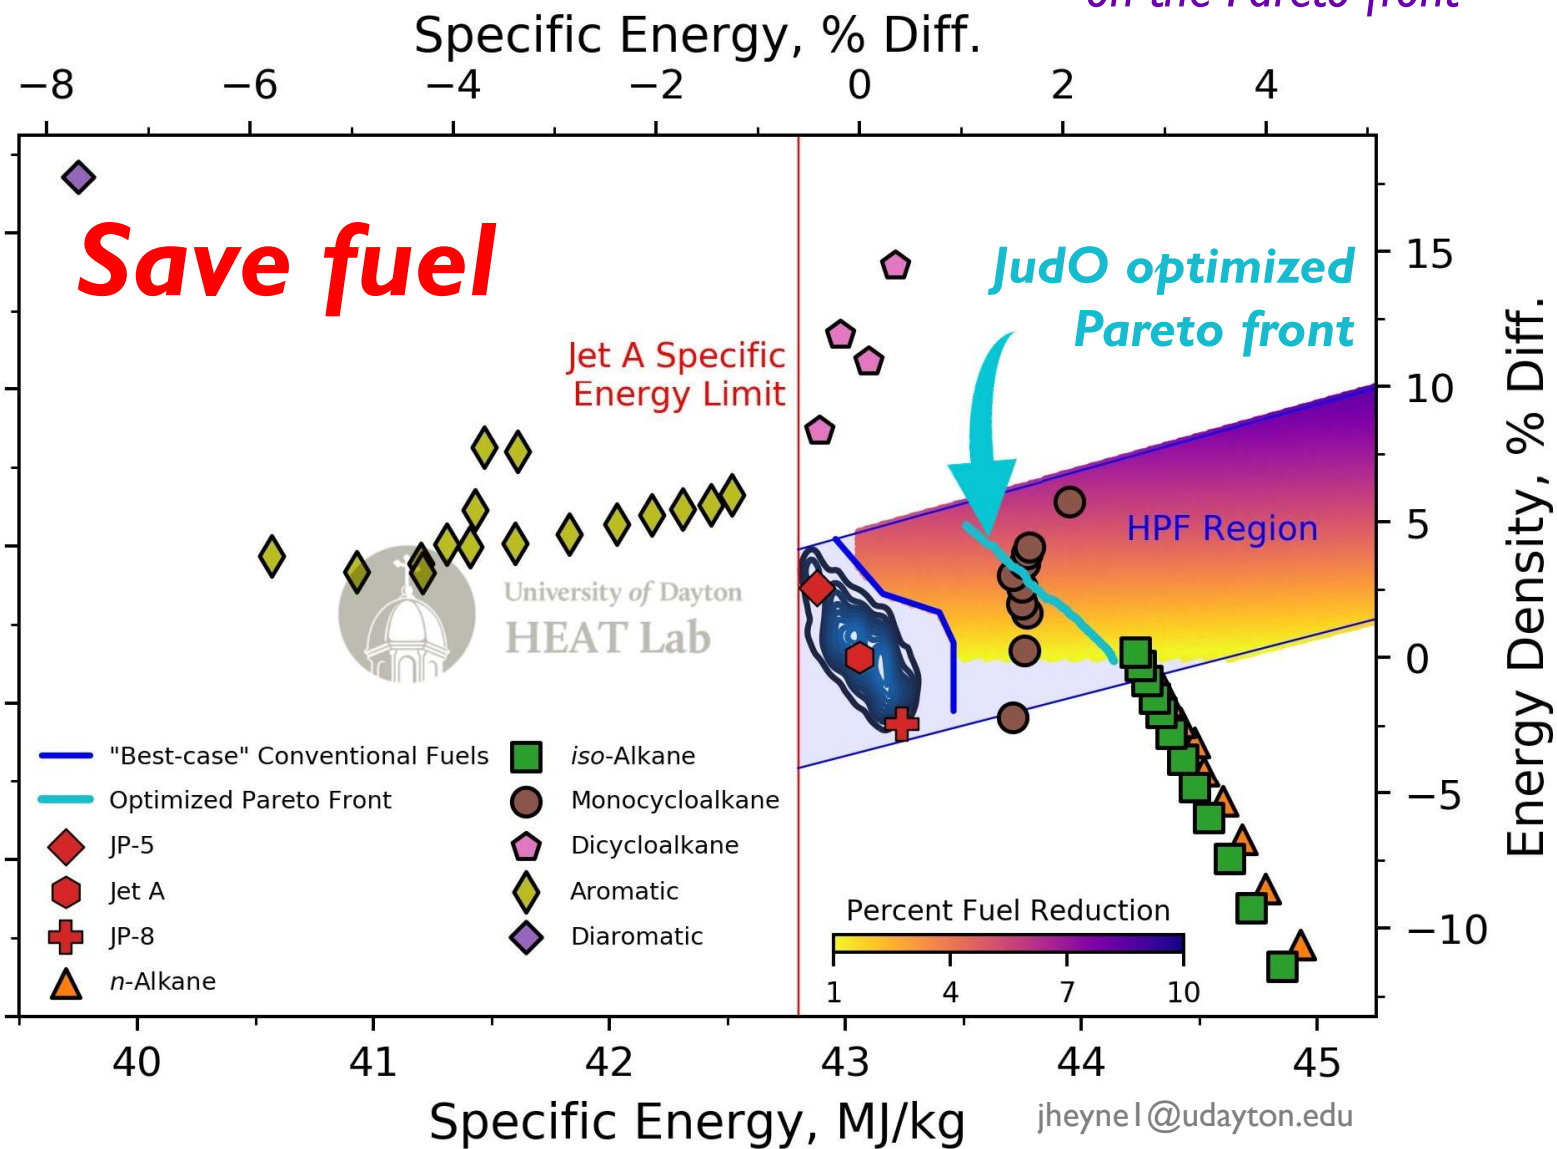 on the Pareto front
Specific Energy, % Diff.
−8 −6 −4 −2 0 2 4
Save fuel
JudO optimized
Pareto front
Jet A Specific
Energy Limit
HPF Region
University of Dayton
HEAT Lab
15
10
5
0
−5
−10
Energy Density, % Diff.
"Best-case" Conventional Fuels
Optimized Pareto Front
JP-5
Jet A
JP-8
n-Alkane
iso-Alkane
Monocycloalkane
Dicycloalkane
Aromatic
Diaromatic
Percent Fuel Reduction
1 4 7 10
40 41 42 43 44 45
Specific Energy, MJ/kg
jheyne1@udayton.edu